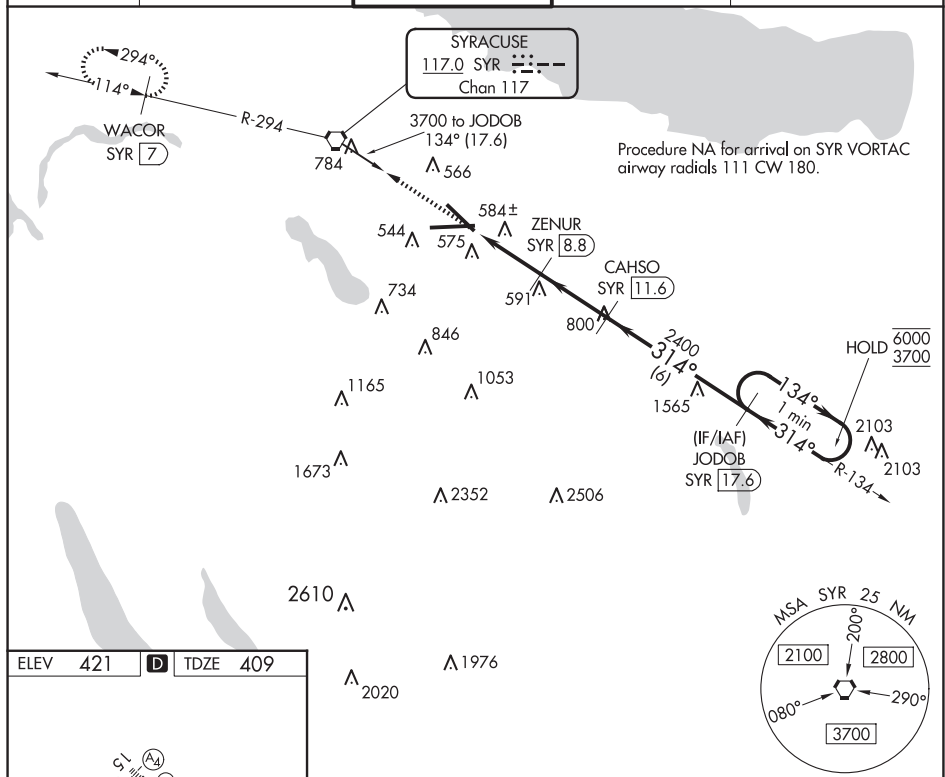 SYRACUSE
117.0 SYR
Chan 117
294°
114°
R-294
WACOR
SYR 7
3700 to JODOB
134° (17.6)
784
566
Procedure NA for arrival on SYR VORTAC
airway radials 111 CW 180.
544
575
584±
ZENUR
SYR 8.8
CAHSO
SYR 11.6
734
591
800
846
2400
314°
(6)
HOLD 6000
3700
1165
1053
1565
134°
1 min
314°
2103
2103
(IF/IAF)
JODOB
SYR 17.6
R-134
1673
2352
2506
2610
MSA SYR 25 NM
200°
2100
2800
080°
290°
3700
1976
2020
ELEV 421 D TDZE 409
15
A4